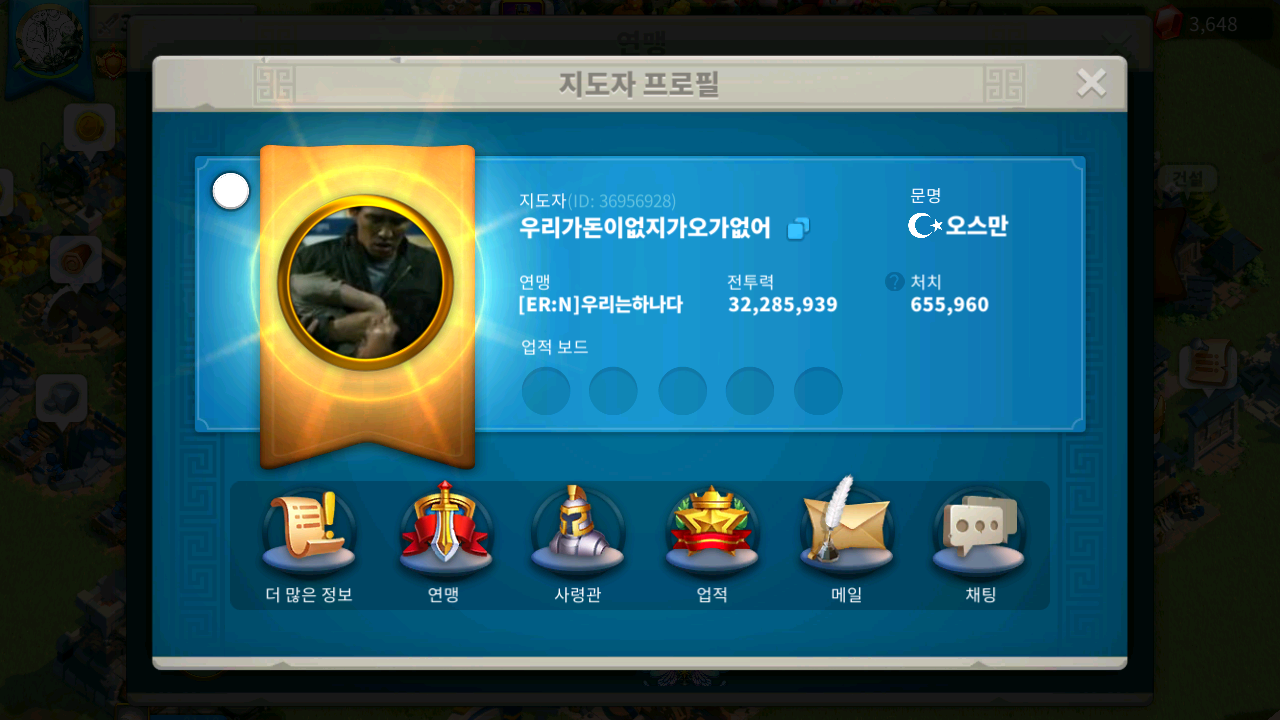 연맹
3,648
지도자 프로필
건설
지도자(ID: 36956928)
우리가돈이없지가오가없어
문명
오스만
연맹
[ER:N]우리는하나다
전투력
32,285,939
? 처치
655,960
업적 보드
더 많은 정보
연맹
사령관
업적
메일
채팅